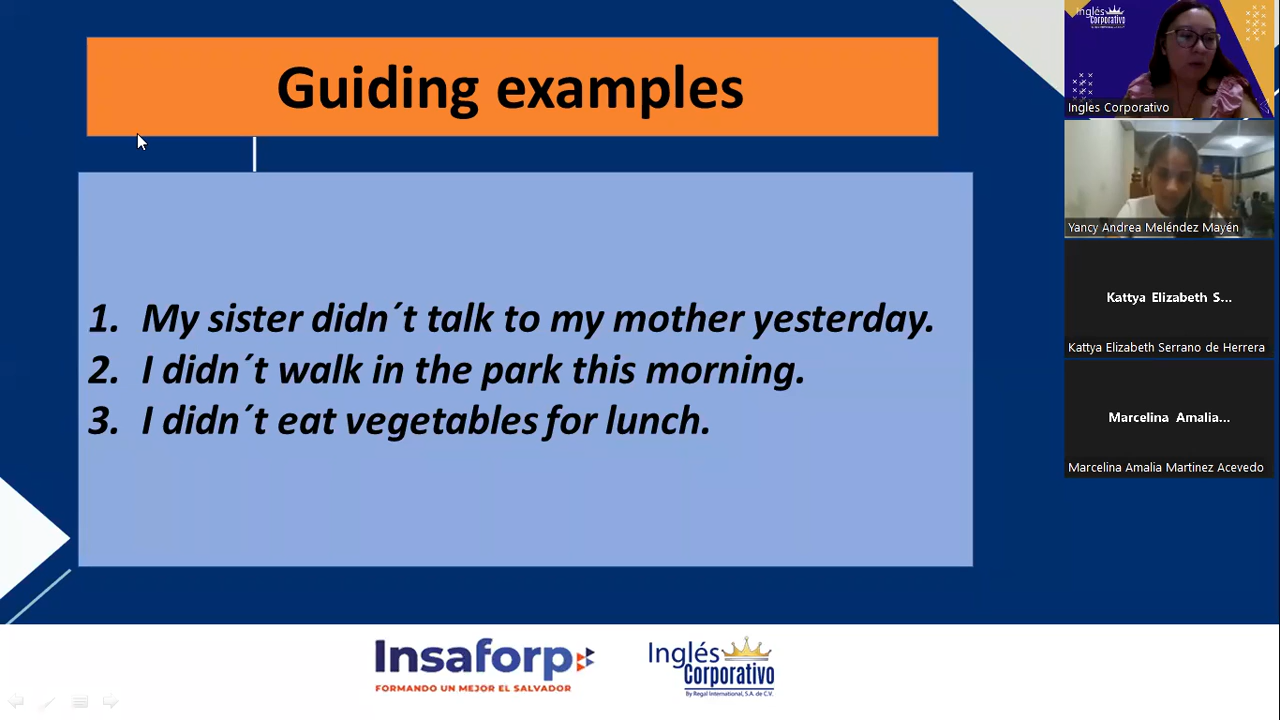 Guiding examples
1. My sister didn´t talk to my mother yesterday.
2. I didn´t walk in the park this morning.
3. I didn´t eat vegetables for lunch.
Insaforp
FORMANDO UN MEJOR EL SALVADOR
Inglés
Corporativo
By Regal International, S.A. de C.V.
Inglés
Corporativo
Ingles Corporativo
Yancy Andrea Meléndez Mayén
Kattya Elizabeth S...
Kattya Elizabeth Serrano de Herrera
Marcelina Amalia...
Marcelina Amalia Martinez Acevedo